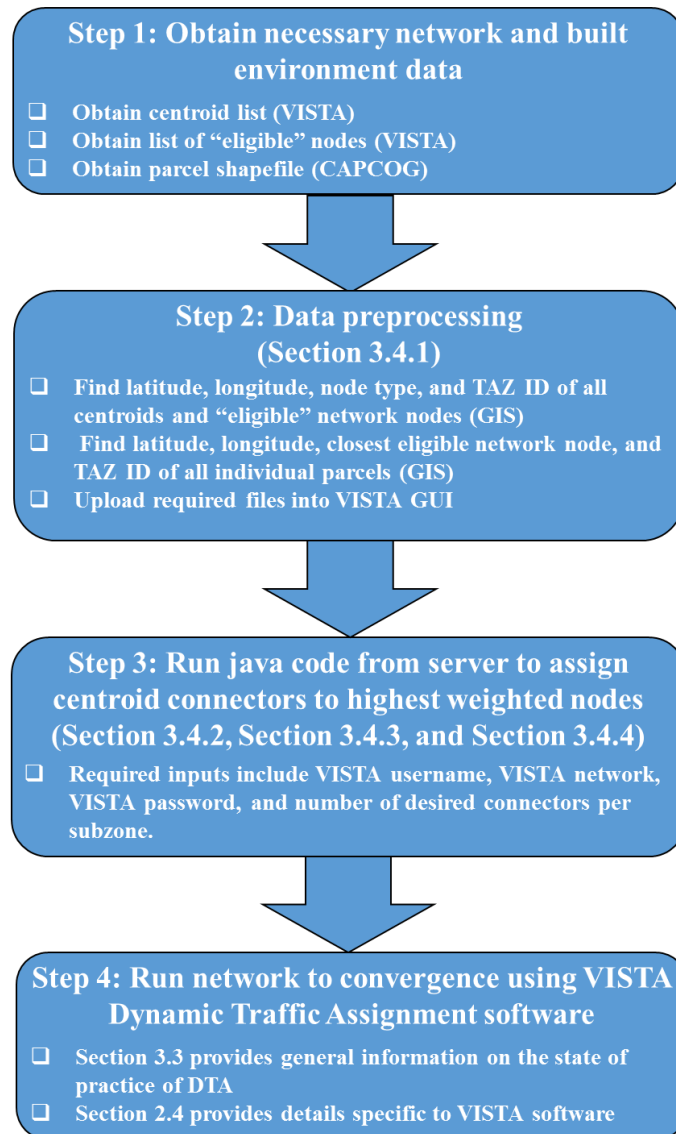 Step 1: Obtain necessary network and built
environment data
❑ Obtain centroid list (VISTA)
❑ Obtain list of “eligible” nodes (VISTA)
❑ Obtain parcel shapefile (CAPCOG)
Step 2: Data preprocessing
(Section 3.4.1)
❑ Find latitude, longitude, node type, and TAZ ID of all
centroids and “eligible” network nodes (GIS)
❑ Find latitude, longitude, closest eligible network node, and
TAZ ID of all individual parcels (GIS)
❑ Upload required files into VISTA GUI
Step 3: Run java code from server to assign
centroid connectors to highest weighted nodes
(Section 3.4.2, Section 3.4.3, and Section 3.4.4)
❑ Required inputs include VISTA username, VISTA network,
VISTA password, and number of desired connectors per
subzone.
Step 4: Run network to convergence using VISTA
Dynamic Traffic Assignment software
❑ Section 3.3 provides general information on the state of
practice of DTA
❑ Section 2.4 provides details specific to VISTA software